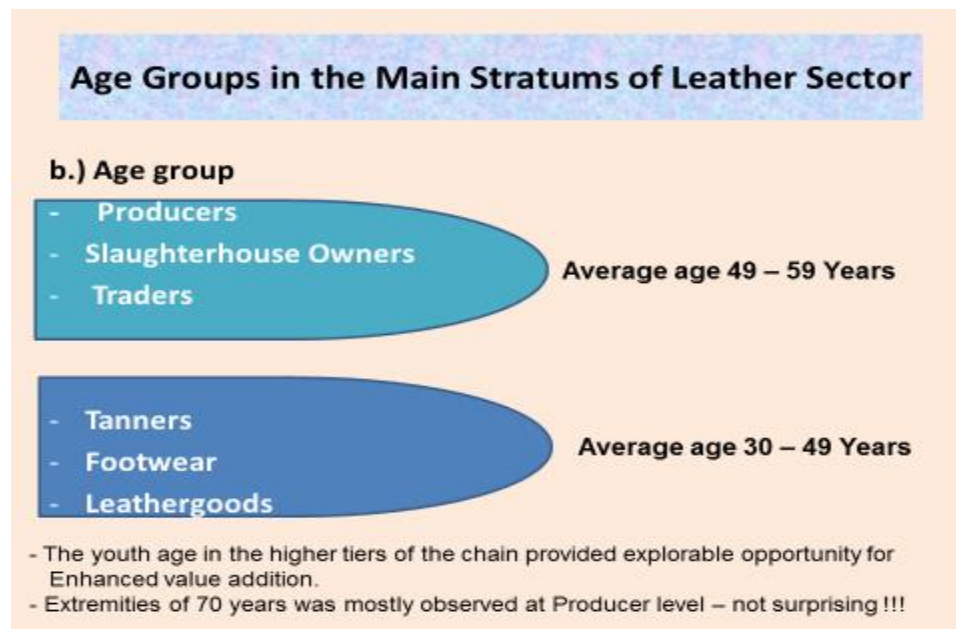 Age Groups in the Main Stratums of Leather Sector
b.) Age group
- Producers
- Slaughterhouse Owners
- Traders
Average age 49 – 59 Years
- Tanners
- Footwear
- Leathergoods
Average age 30 – 49 Years
- The youth age in the higher tiers of the chain provided explorable opportunity for
Enhanced value addition.
- Extremities of 70 years was mostly observed at Producer level – not surprising !!!